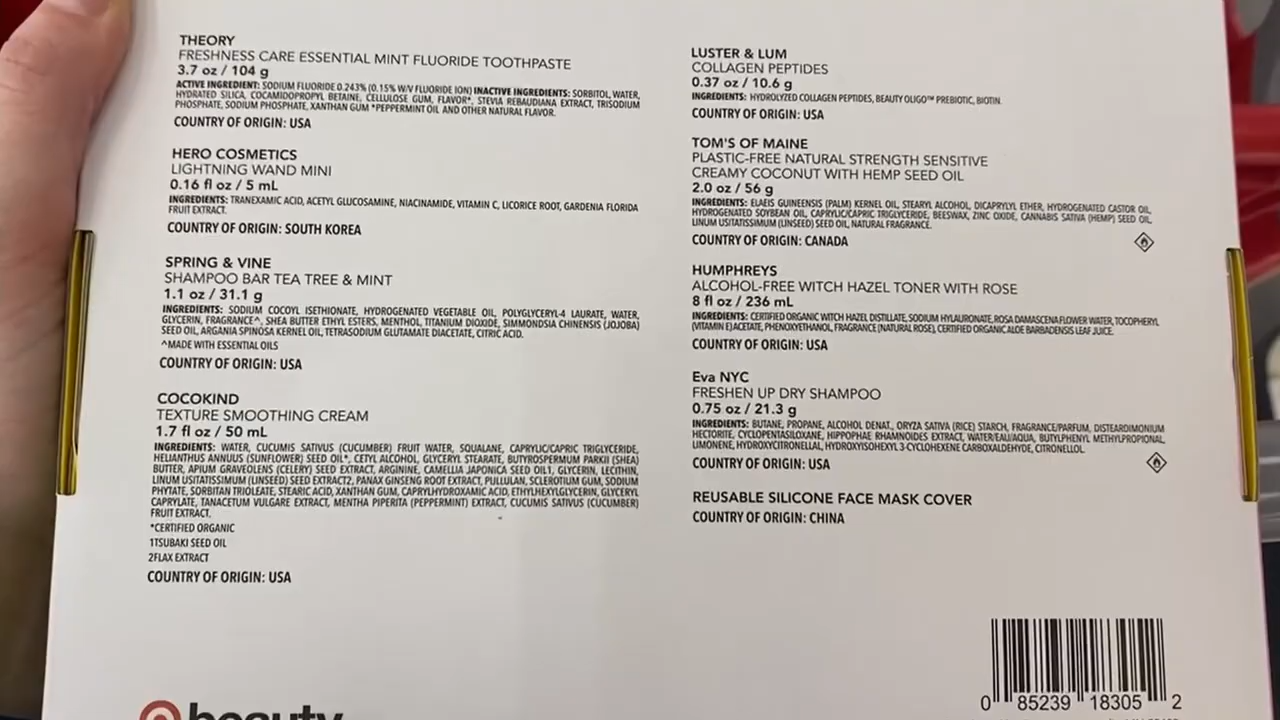 THEORY
FRESHNESS CARE ESSENTIAL MINT FLUORIDE TOOTHPASTE
3.7 oz / 104 g
ACTIVE INGREDIENT: SODIUM FLUORIDE 0.243% (0.15% W/V FLUORIDE ION) INACTIVE INGREDIENTS: SORBITOL, WATER,
HYDRATED SILICA, COCAMIDOPROPYL BETAINE, CELLULOSE GUM, FLAVOR*, STEVIA REBAUDIANA EXTRACT, TRISODIUM
PHOSPHATE, SODIUM PHOSPHATE, XANTHAN GUM *PEPPERMINT OIL AND OTHER NATURAL FLAVOR.
COUNTRY OF ORIGIN: USA
HERO COSMETICS
LIGHTNING WAND MINI
0.16 fl oz / 5 mL
INGREDIENTS: TRANEXAMIC ACID, ACETYL GLUCOSAMINE, NIACINAMIDE, VITAMIN C, LICORICE ROOT, GARDENIA FLORIDA
FRUIT EXTRACT.
COUNTRY OF ORIGIN: SOUTH KOREA
SPRING & VINE
SHAMPOO BAR TEA TREE & MINT
1.1 oz / 31.1 g
INGREDIENTS: SODIUM COCOYL ISETHIONATE, HYDROGENATED VEGETABLE OIL, POLYGLYCERYL-4 LAURATE, WATER,
GLYCERIN, FRAGRANCE^, SHEA BUTTER ETHYL ESTERS, MENTHOL, TITANIUM DIOXIDE, SIMMONDSIA CHINENSIS (JOJOBA)
SEED OIL, ARGANIA SPINOSA KERNEL OIL, TETRASODIUM GLUTAMATE DIACETATE, CITRIC ACID.
^MADE WITH ESSENTIAL OILS
COUNTRY OF ORIGIN: USA
COCOKIND
TEXTURE SMOOTHING CREAM
1.7 fl oz / 50 mL
INGREDIENTS: WATER, CUCUMIS SATIVUS (CUCUMBER) FRUIT WATER, SQUALANE, CAPRYLIC/CAPRIC TRIGLYCERIDE,
HELIANTHUS ANNUUS (SUNFLOWER) SEED OIL*, CETYL ALCOHOL, GLYCERYL STEARATE, BUTYROSPERMUM PARKII (SHEA)
BUTTER, APIUM GRAVEOLENS (CELERY) SEED EXTRACT, ARGININE, CAMELLIA JAPONICA SEED OIL1, GLYCERIN, LECITHIN,
LINUM USITATISSIMUM (LINSEED) SEED EXTRACT2, PANAX GINSENG ROOT EXTRACT, PULLULAN, SCLEROTIUM GUM, SODIUM
PHYTATE, SORBITAN TRIOLEATE, STEARIC ACID, XANTHAN GUM, CAPRYLHYDROXAMIC ACID, ETHYLHEXYLGLYCERIN, GLYCERYL
CAPRYLATE, TANACETUM VULGARE EXTRACT, MENTHA PIPERITA (PEPPERMINT) EXTRACT, CUCUMIS SATIVUS (CUCUMBER)
FRUIT EXTRACT.
*CERTIFIED ORGANIC
1TSUBAKI SEED OIL
2FLAX EXTRACT
COUNTRY OF ORIGIN: USA
beauty
LUSTER & LUM
COLLAGEN PEPTIDES
0.37 oz / 10.6 g
INGREDIENTS: HYDROLYZED COLLAGEN PEPTIDES, BEAUTY OLIGO™ PREBIOTIC, BIOTIN.
COUNTRY OF ORIGIN: USA
TOM'S OF MAINE
PLASTIC-FREE NATURAL STRENGTH SENSITIVE
CREAMY COCONUT WITH HEMP SEED OIL
2.0 oz / 56 g
INGREDIENTS: ELAEIS GUINEENSIS (PALM) KERNEL OIL, STEARYL ALCOHOL, DICAPRYLYL ETHER, HYDROGENATED CASTOR OIL,
HYDROGENATED SOYBEAN OIL, CAPRYLIC/CAPRIC TRIGLYCERIDE, BEESWAX, ZINC OXIDE, CANNABIS SATIVA (HEMP) SEED OIL,
LINUM USITATISSIMUM (LINSEED) SEED OIL, NATURAL FRAGRANCE.
COUNTRY OF ORIGIN: CANADA
HUMPHREYS
ALCOHOL-FREE WITCH HAZEL TONER WITH ROSE
8 fl oz / 236 mL
INGREDIENTS: CERTIFIED ORGANIC WITCH HAZEL DISTILLATE, SODIUM HYLAURONATE, ROSA DAMASCENA FLOWER WATER, TOCOPHERYL
(VITAMIN E) ACETATE, PHENOXYETHANOL, FRAGRANCE (NATURAL ROSE), CERTIFIED ORGANIC ALOE BARBADENSIS LEAF JUICE.
COUNTRY OF ORIGIN: USA
Eva NYC
FRESHEN UP DRY SHAMPOO
0.75 oz / 21.3 g
INGREDIENTS: BUTANE, PROPANE, ALCOHOL DENAT., ORYZA SATIVA (RICE) STARCH, FRAGRANCE/PARFUM, DISTEARDIMONIUM
HECTORITE, CYCLOPENTASILOXANE, HIPPOPHAE RHAMNOIDES EXTRACT, WATER/EAU/AQUA, BUTYLPHENYL METHYLPROPIONAL,
LIMONENE, HYDROXYCITRONELLAL, HYDROXYISOHEXYL 3-CYCLOHEXENE CARBOXALDEHYDE, CITRONELLOL.
COUNTRY OF ORIGIN: USA
REUSABLE SILICONE FACE MASK COVER
COUNTRY OF ORIGIN: CHINA
0 85239 18305 2